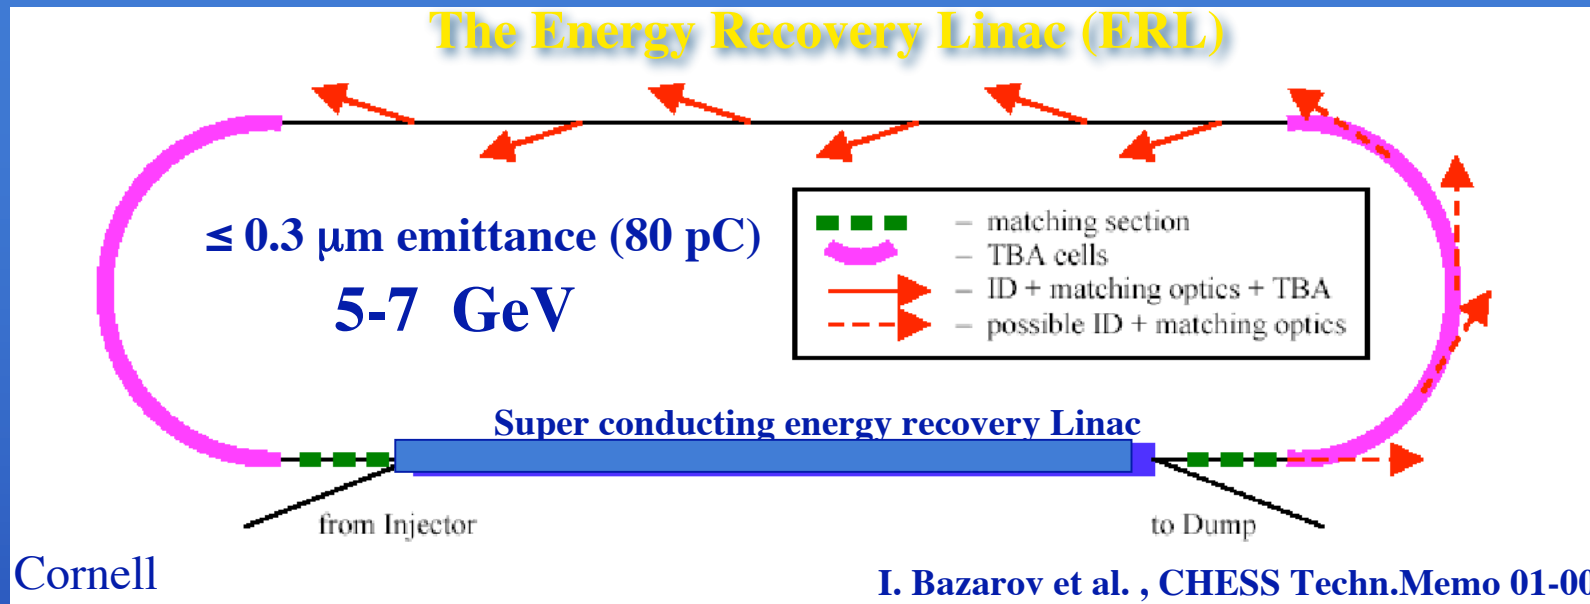 The Energy Recovery Linac (ERL)
≤ 0.3 μm emittance (80 pC)
5-7 GeV
– matching section
– TBA cells
– ID + matching optics + TBA
– possible ID + matching optics
Super conducting energy recovery Linac
from Injector
to Dump
Cornell
I. Bazarov et al. , CHESS Techn.Memo 01-00